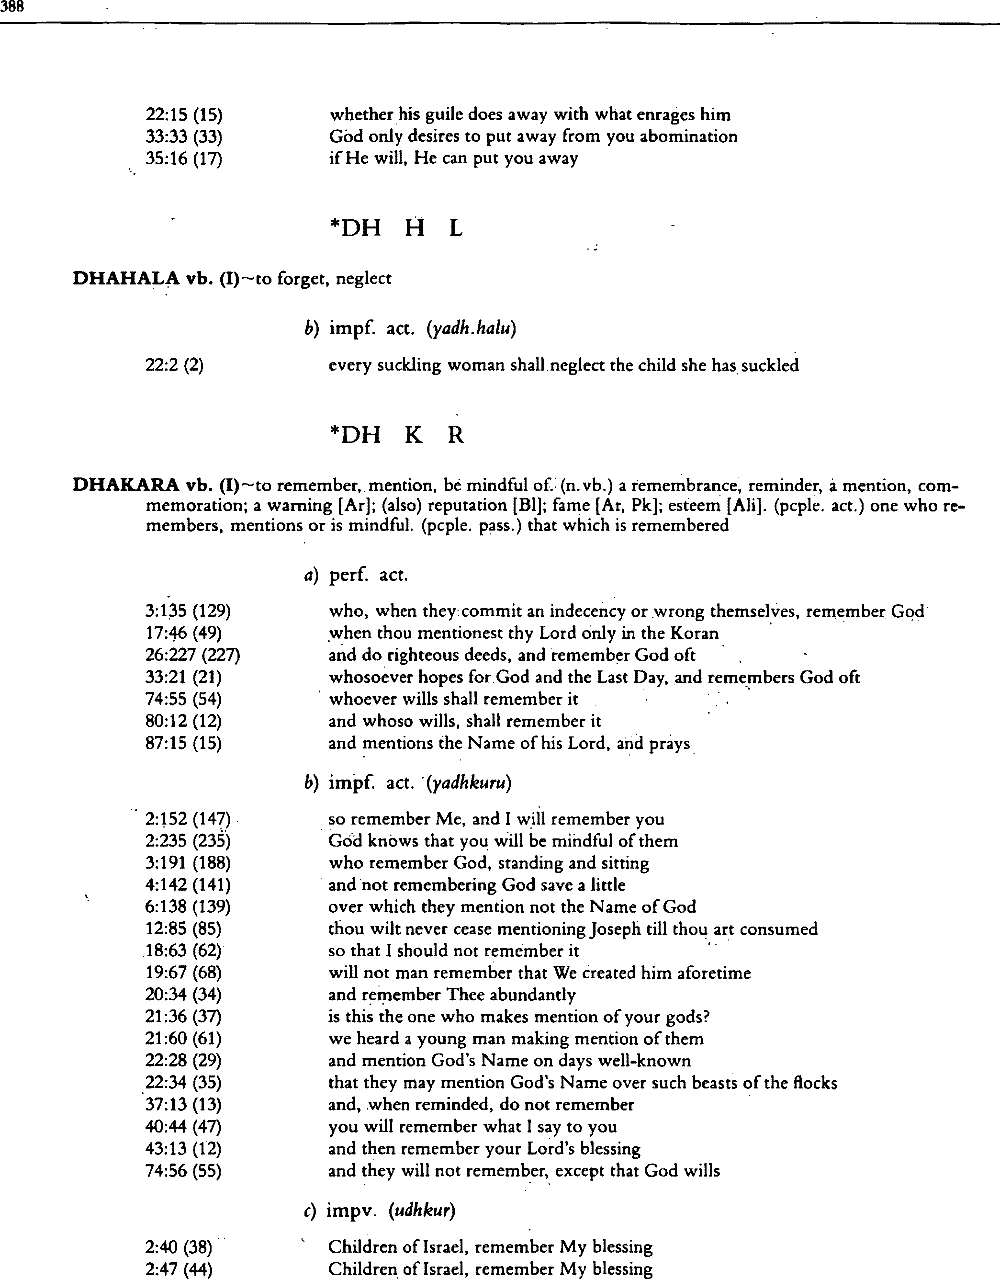 388
22:15 (15) whether his guile does away with what enrages him
33:33 (33) God only desires to put away from you abomination
35:16 (17) if He will, He can put you away
*DH H L
DHAHALA vb. (I)~to forget, neglect
b) impf. act. (yadh.halu)
22:2 (2) every suckling woman shall neglect the child she has suckled
*DH K R
DHAKARA vb. (I)~to remember, mention, be mindful of. (n.vb.) a remembrance, reminder, a mention, com-
memoration; a warning [Ar]; (also) reputation [Bl]; fame [Ar, Pk]; esteem [Ali]. (pcple. act.) one who re-
members, mentions or is mindful. (pcple. pass.) that which is remembered
a) perf. act.
3:135 (129) who, when they commit an indecency or wrong themselves, remember God
17:46 (49) when thou mentionest thy Lord only in the Koran
26:227 (227) and do righteous deeds, and remember God oft
33:21 (21) whosoever hopes for God and the Last Day, and remembers God oft
74:55 (54) whoever wills shall remember it
80:12 (12) and whoso wills, shall remember it
87:15 (15) and mentions the Name of his Lord, and prays
b) impf. act. (yadhkuru)
2:152 (147) so remember Me, and I will remember you
2:235 (235) God knows that you will be mindful of them
3:191 (188) who remember God, standing and sitting
4:142 (141) and not remembering God save a little
6:138 (139) over which they mention not the Name of God
12:85 (85) thou wilt never cease mentioning Joseph till thou art consumed
18:63 (62) so that I should not remember it
19:67 (68) will not man remember that We created him aforetime
20:34 (34) and remember Thee abundantly
21:36 (37) is this the one who makes mention of your gods?
21:60 (61) we heard a young man making mention of them
22:28 (29) and mention God's Name on days well-known
22:34 (35) that they may mention God's Name over such beasts of the flocks
37:13 (13) and, when reminded, do not remember
40:44 (47) you will remember what I say to you
43:13 (12) and then remember your Lord's blessing
74:56 (55) and they will not remember, except that God wills
c) impv. (udhkur)
2:40 (38) Children of Israel, remember My blessing
2:47 (44) Children of Israel, remember My blessing